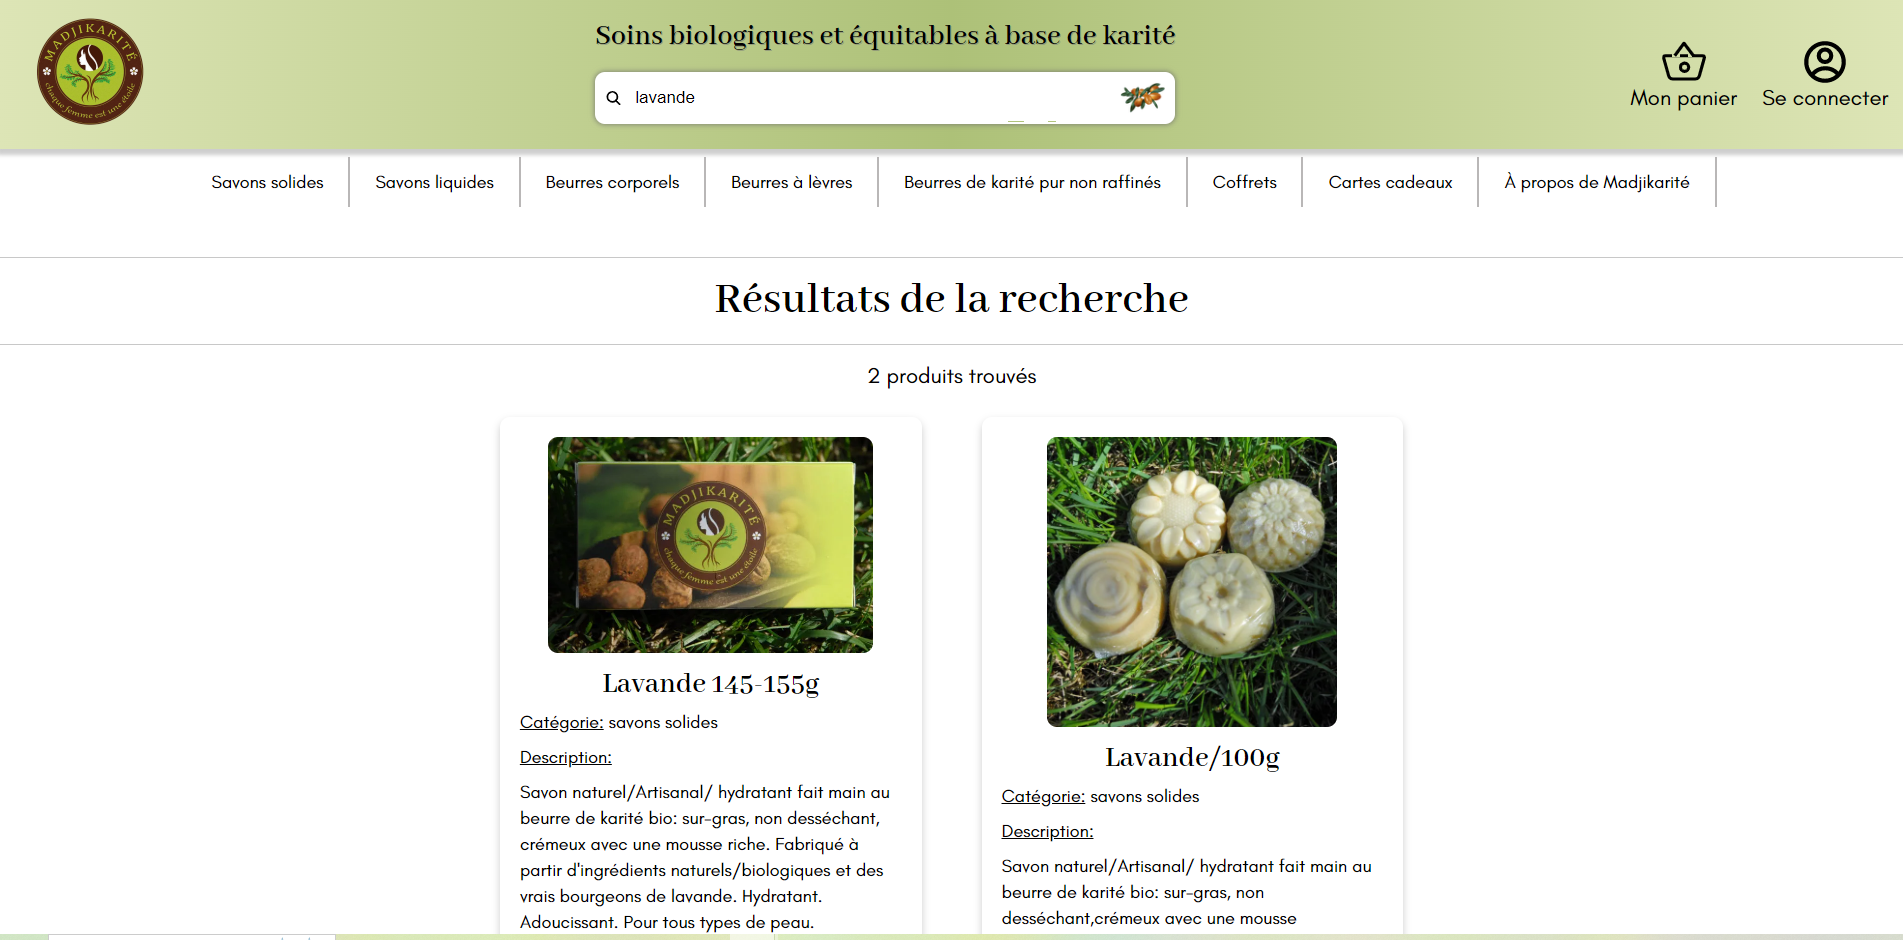 MADJIKARITÉ
chaque femme est une étoile
Soins biologiques et équitables à base de karité
lavande
Mon panier
Se connecter
Savons solides
Savons liquides
Beurres corporels
Beurres à lèvres
Beurres de karité pur non raffinés
Coffrets
Cartes cadeaux
À propos de Madjikarité
Résultats de la recherche
2 produits trouvés
MADJIKARITÉ
chaque femme est une étoile
Lavande 145-155g
Catégorie: savons solides
Description:
Savon naturel/Artisanal/ hydratant fait main au
beurre de karité bio: sur-gras, non desséchant,
crémeux avec une mousse riche. Fabriqué à
partir d'ingrédients naturels/biologiques et des
vrais bourgeons de lavande. Hydratant.
Adoucissant. Pour tous types de peau.
Lavande/100g
Catégorie: savons solides
Description:
Savon naturel/Artisanal/ hydratant fait main au
beurre de karité bio: sur-gras, non
desséchant,crémeux avec une mousse